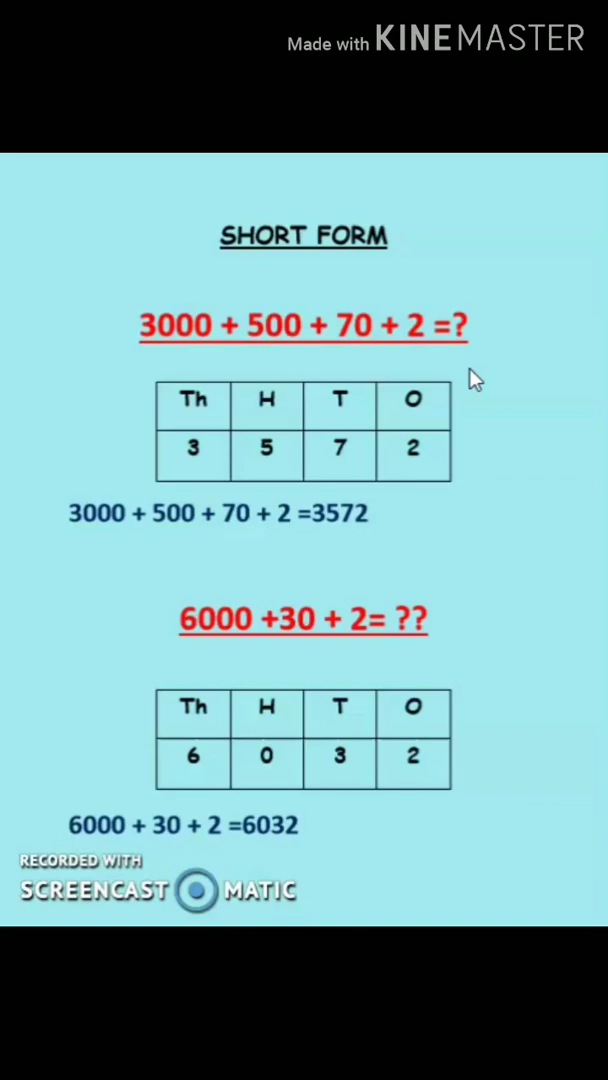 Made with KINEMASTER
SHORT FORM
3000 + 500 + 70 + 2 =?
Th H T O
3 5 7 2
3000 + 500 + 70 + 2 =3572
6000 +30 + 2= ??
Th H T O
6 0 3 2
6000 + 30 + 2 =6032
RECORDED WITH
SCREENCAST MATIC